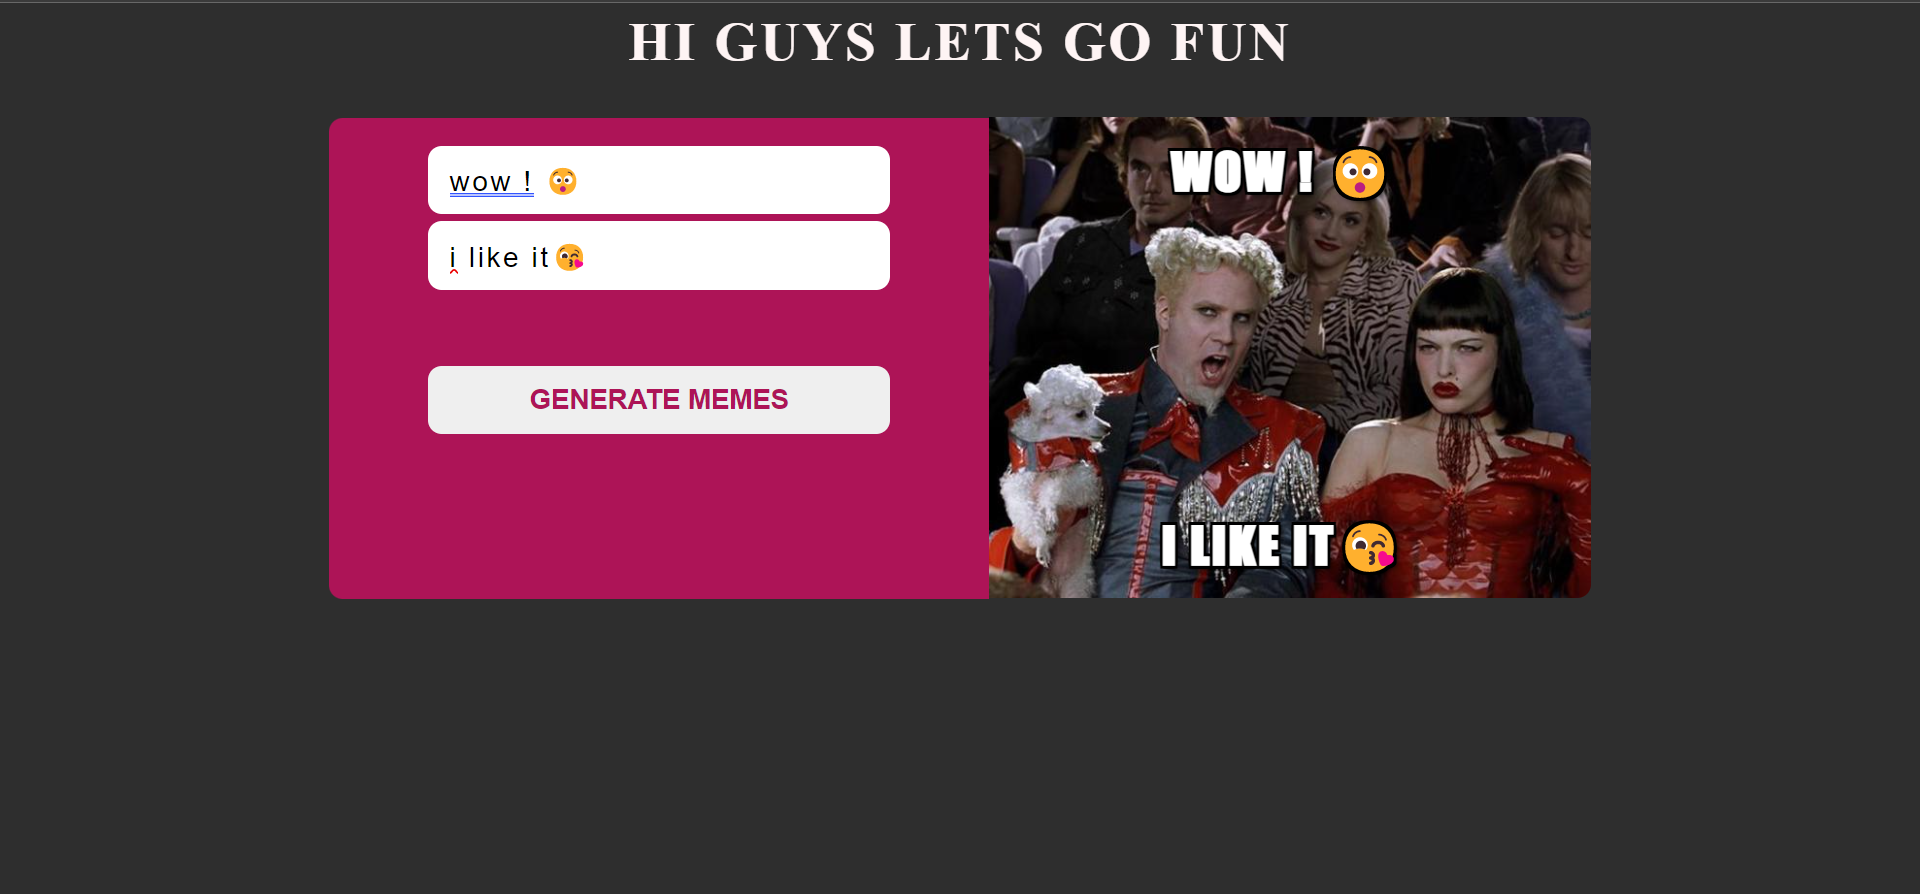 HI GUYS LETS GO FUN
wow ! 😲
i like it😘
GENERATE MEMES
WOW ! 😲
I LIKE IT😘